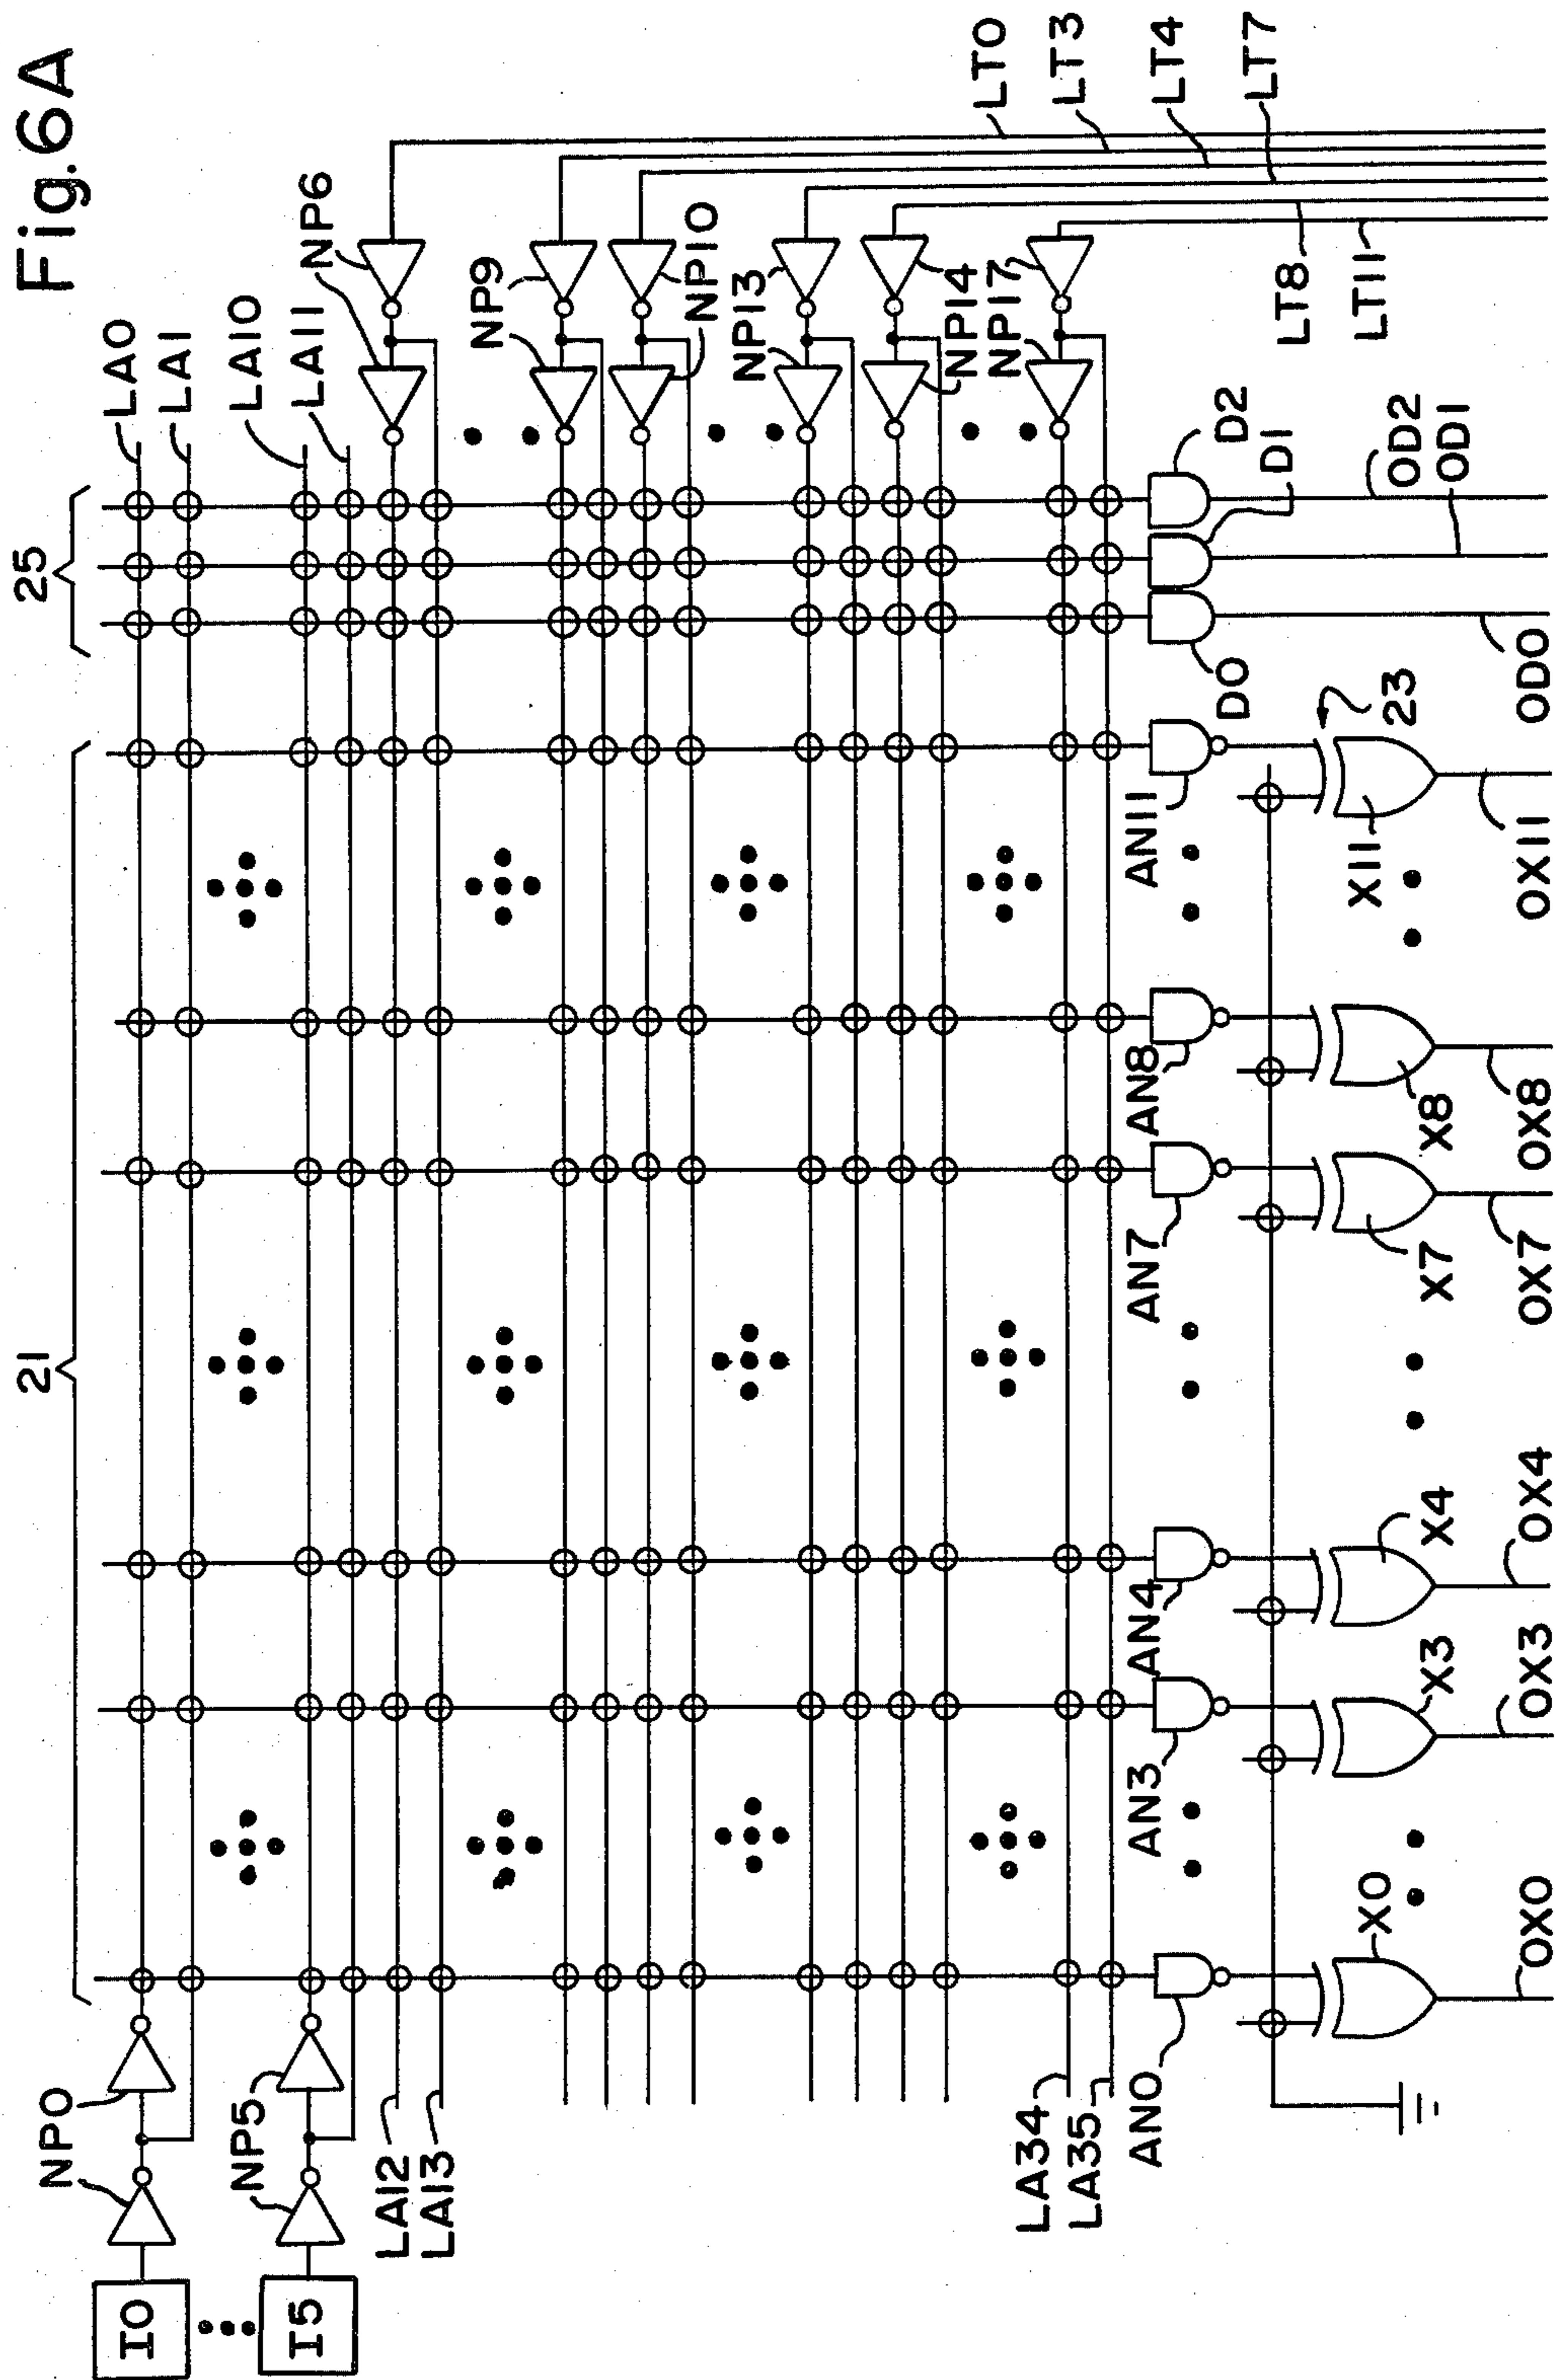 Fig.6A
21
25
LA0
LA1
LA10
LA11
NP0
NP5
I0
I5
NP6
NP9
NP10
NP13
NP14
NP17
LT0
LT3
LT4
LT7
LT8
LT11
LA12
LA13
LA34
LA35
AN0
AN3
AN4
AN7
AN8
AN11
D0
D1
D2
23
X0
X3
X4
X7
X8
X11
OX0
OX3
OX4
OX7
OX8
OX11
OD0
OD1
OD2